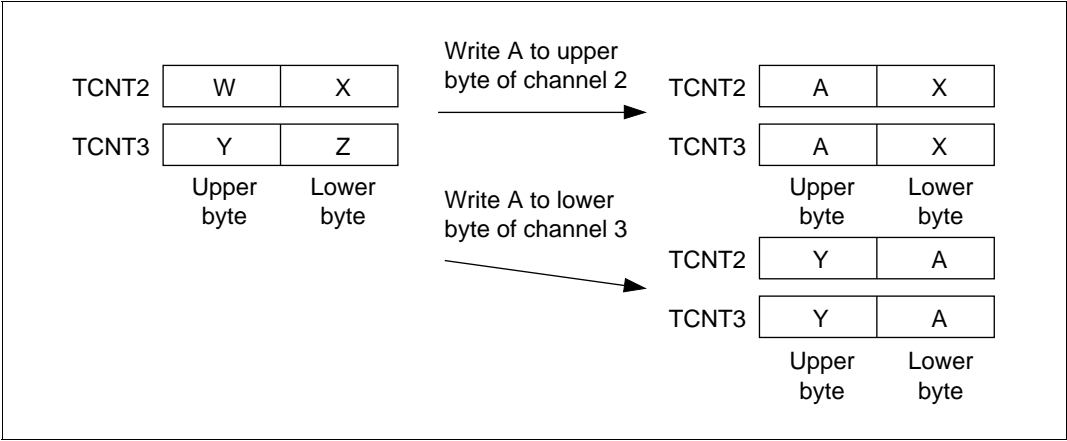 Write A to upper
byte of channel 2
TCNT2 W X
TCNT3 Y Z
Upper Lower
byte byte
TCNT2 A X
TCNT3 A X
Upper Lower
byte byte
Write A to lower
byte of channel 3
TCNT2 Y A
TCNT3 Y A
Upper Lower
byte byte